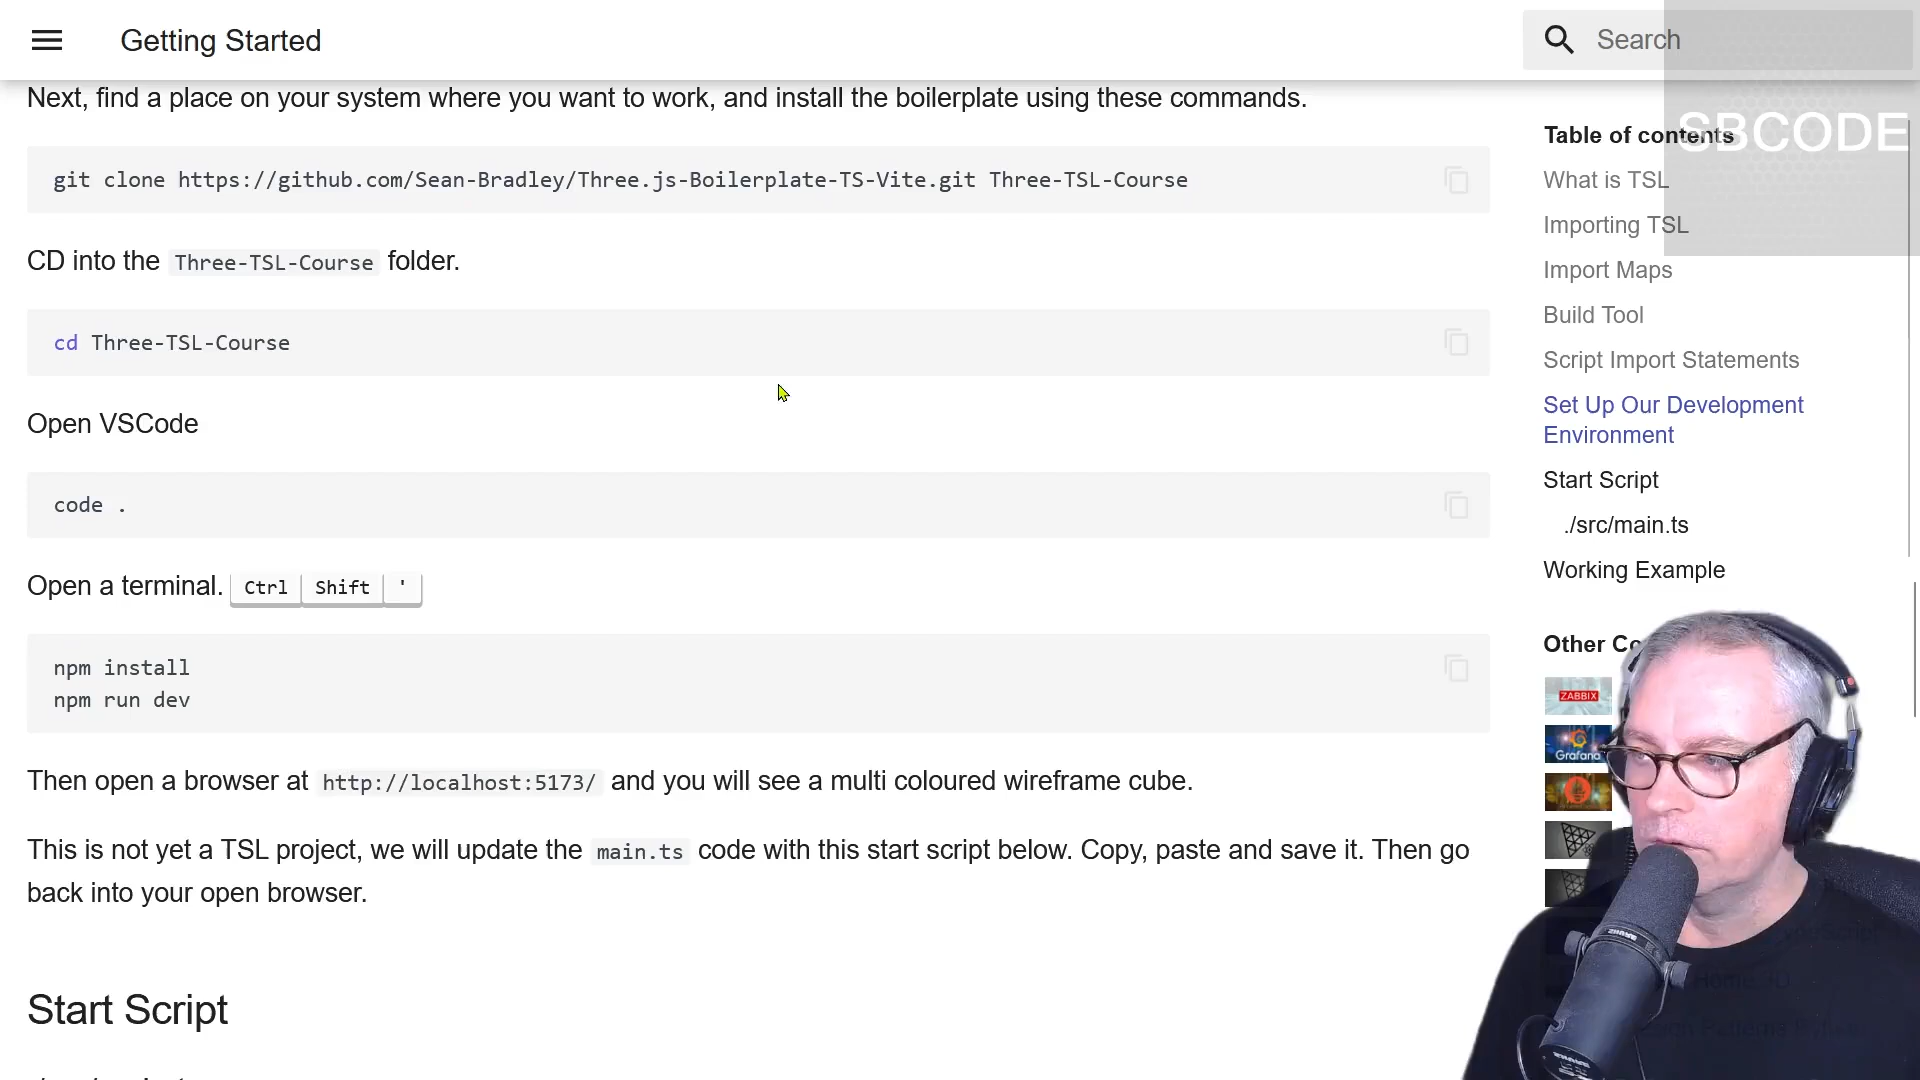 Getting Started
Search
SBCODE
Next, find a place on your system where you want to work, and install the boilerplate using these commands.
git clone https://github.com/Sean-Bradley/Three.js-Boilerplate-TS-Vite.git Three-TSL-Course
CD into the Three-TSL-Course folder.
cd Three-TSL-Course
Open VSCode
code .
Open a terminal. Ctrl Shift '
npm install
npm run dev
Then open a browser at http://localhost:5173/ and you will see a multi coloured wireframe cube.
This is not yet a TSL project, we will update the main.ts code with this start script below. Copy, paste and save it. Then go
back into your open browser.
Start Script
Table of contents
What is TSL
Importing TSL
Import Maps
Build Tool
Script Import Statements
Set Up Our Development
Environment
Start Script
./src/main.ts
Working Example
Other
ZABBIX
Grafana